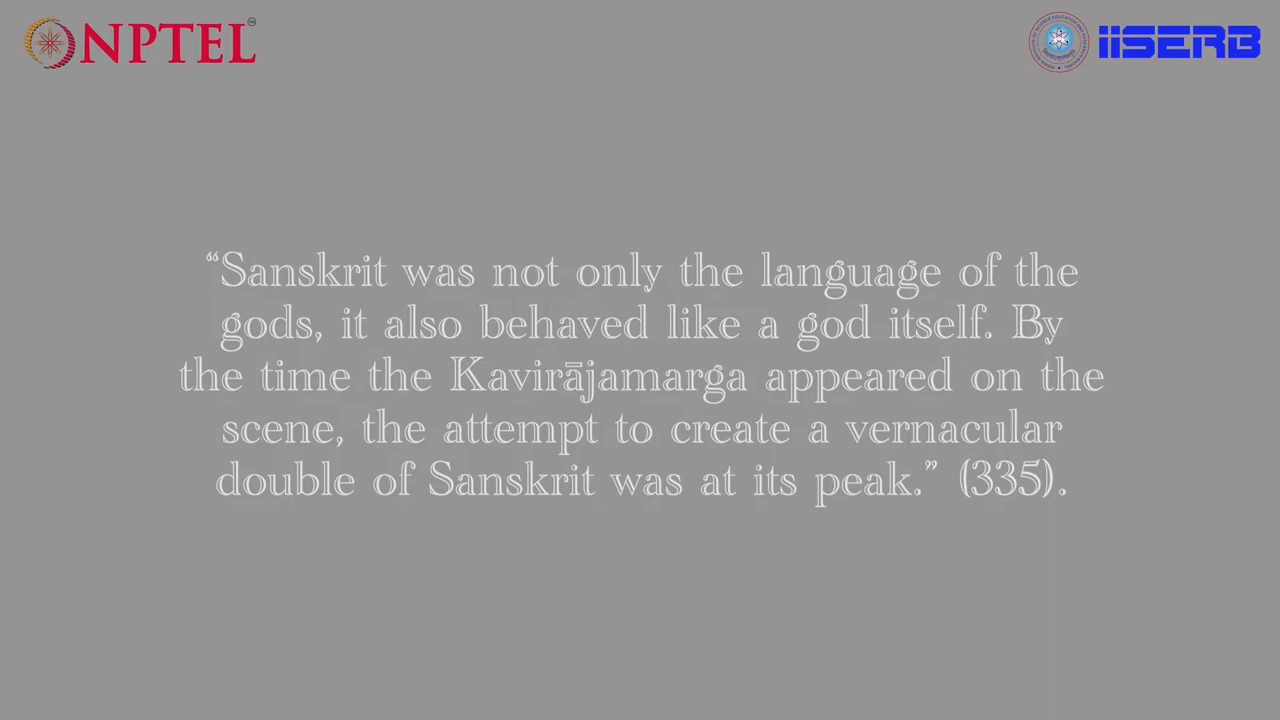 NPTEL
iiSERB
“Sanskrit was not only the language of the
gods, it also behaved like a god itself. By
the time the Kavirājamarga appeared on the
scene, the attempt to create a vernacular
double of Sanskrit was at its peak.” (335).